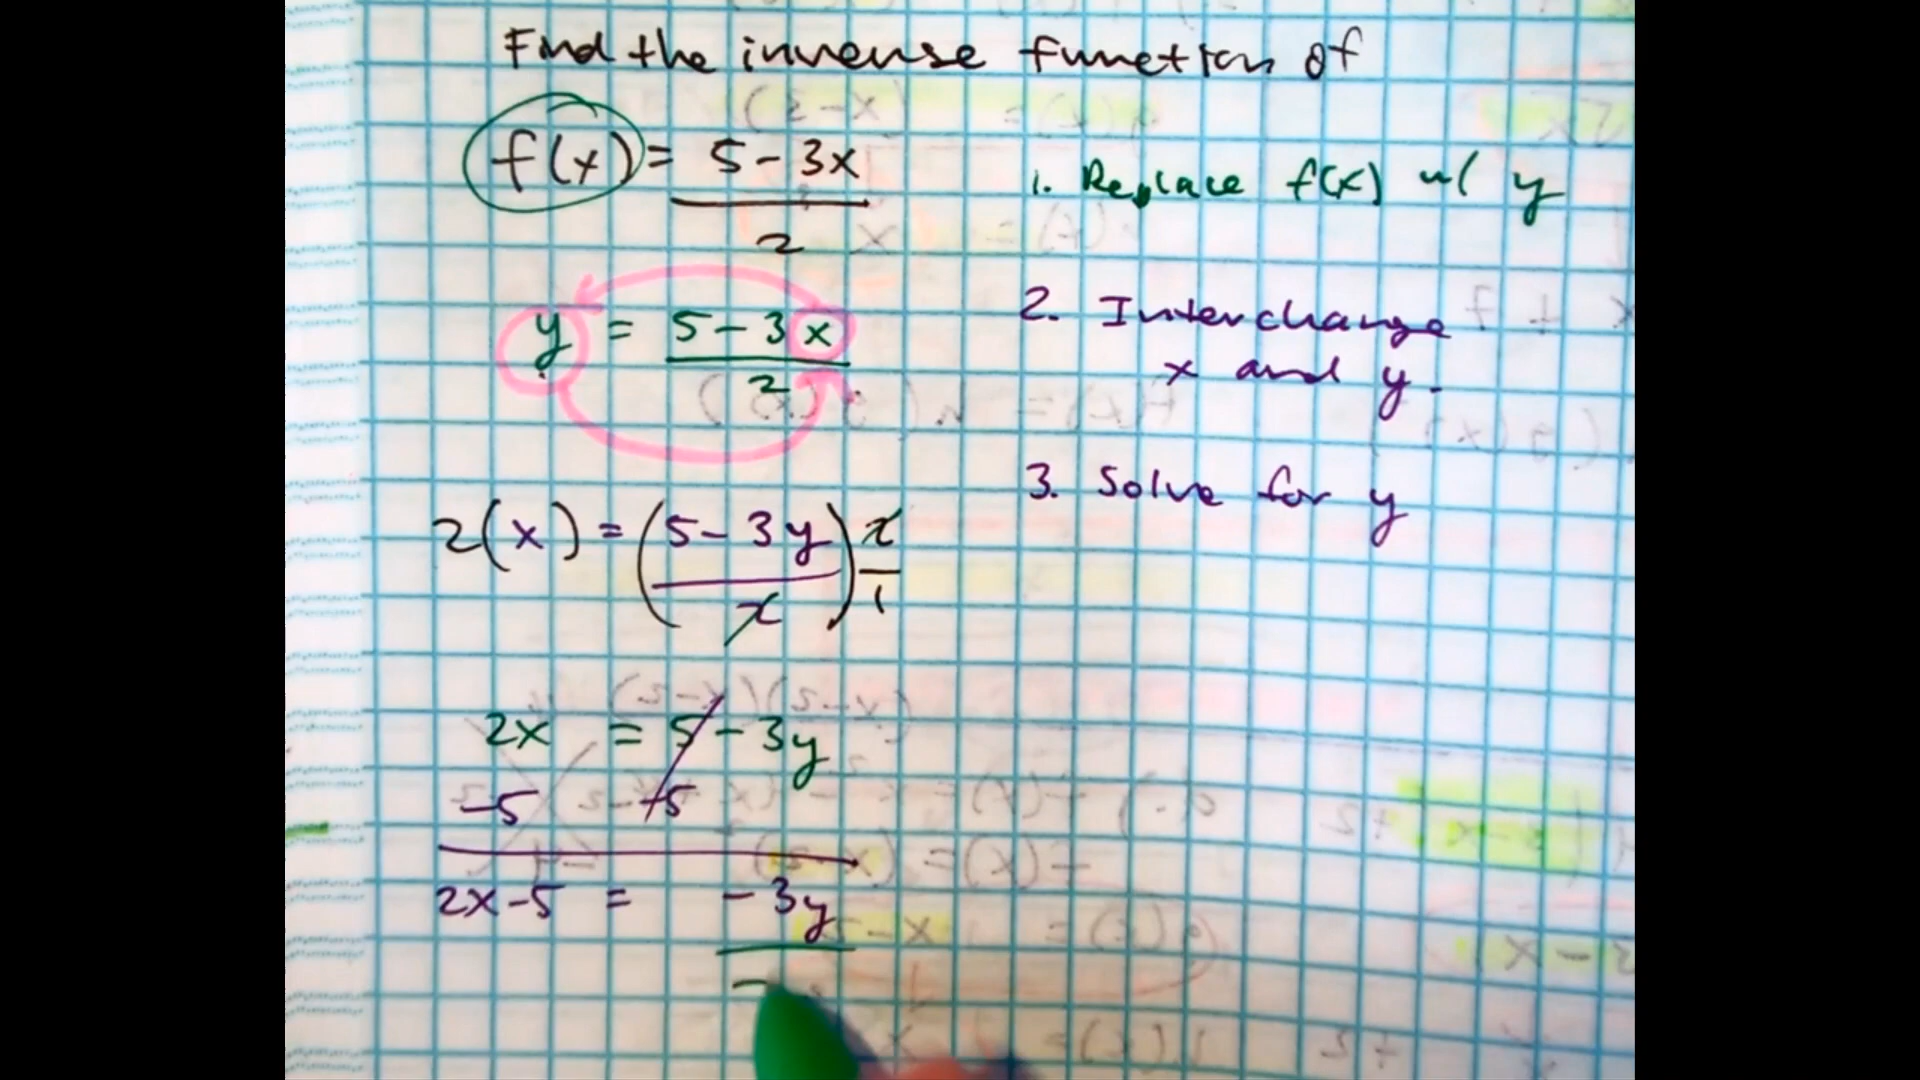 Find the inverse function of
f(x) = 5 - 3x
2
1. Replace f(x) w/ y
y = 5 - 3x
2
2. Interchange
x and y.
3. Solve for y
2(x) = (5 - 3y) 2
2 1
2x = 5 - 3y
-5 -5
2x - 5 = - 3y
-